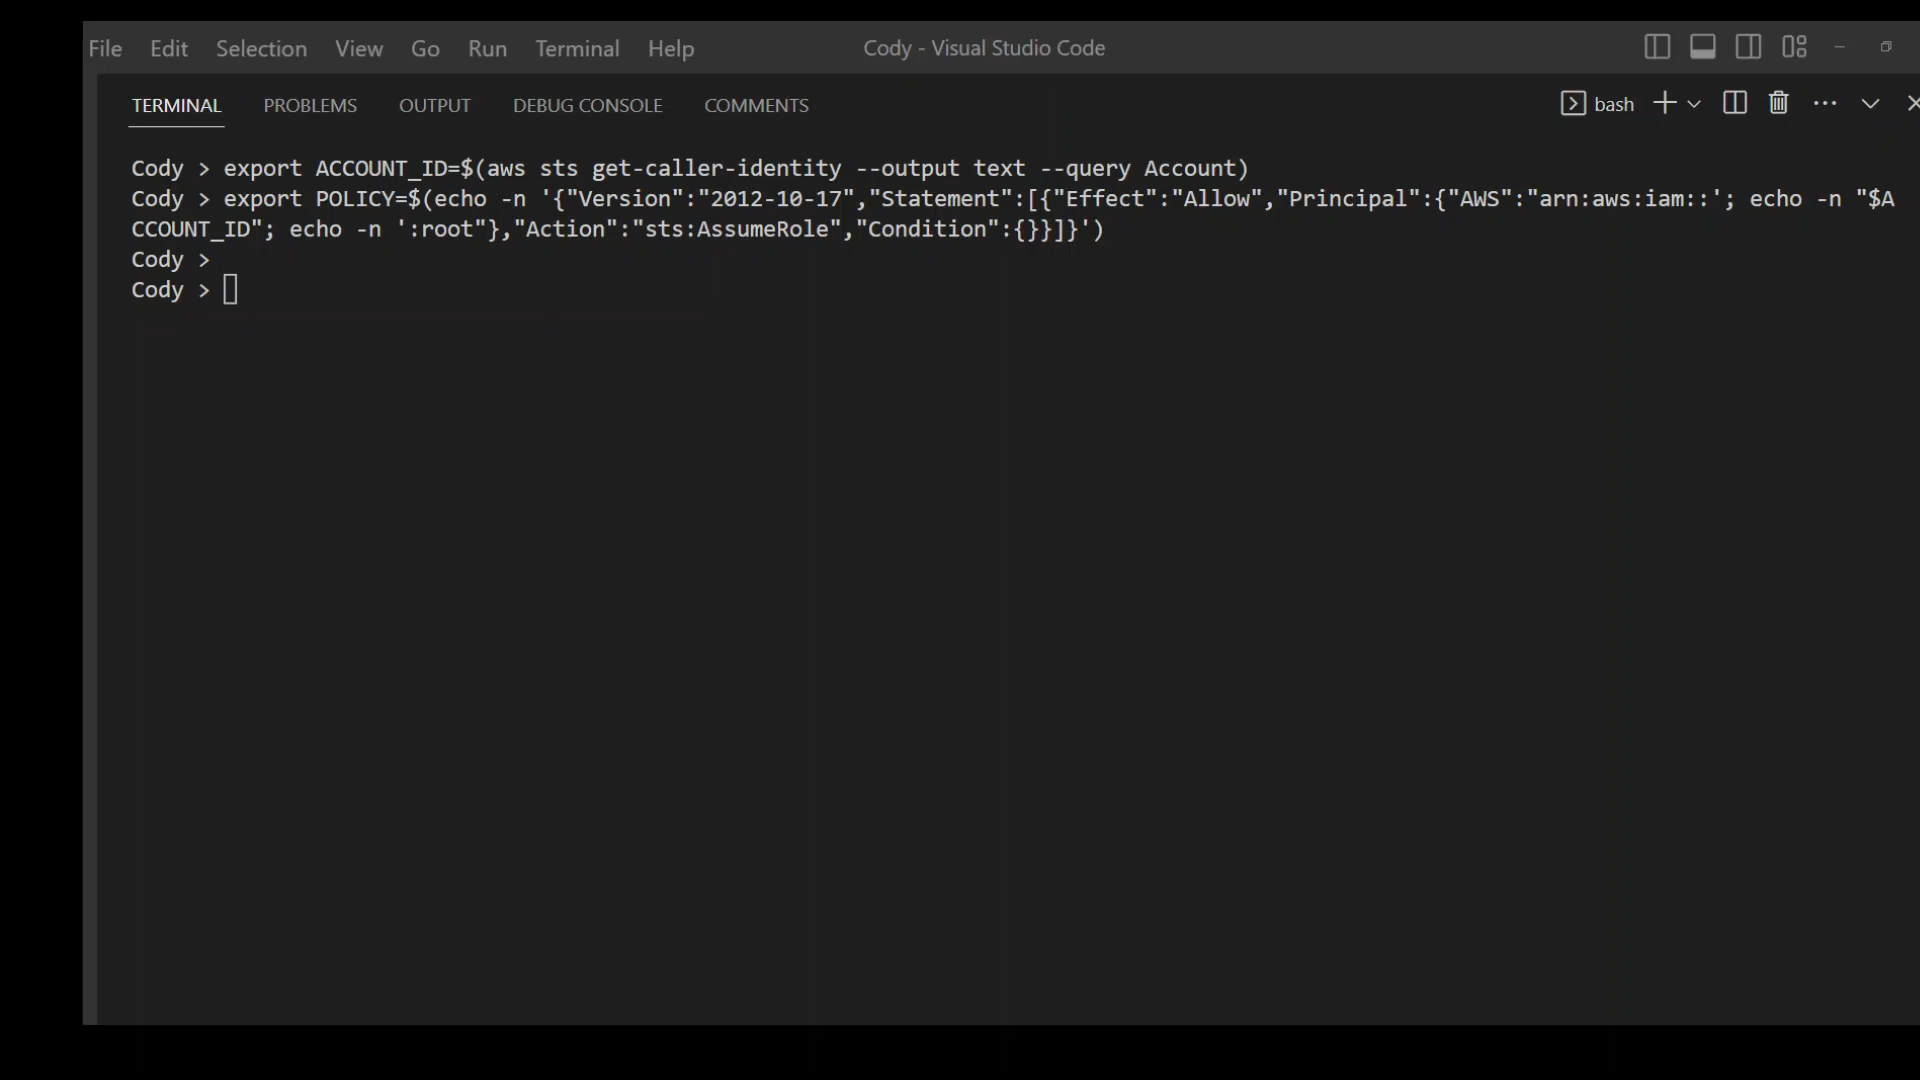 File Edit Selection View Go Run Terminal Help Cody - Visual Studio Code
TERMINAL PROBLEMS OUTPUT DEBUG CONSOLE COMMENTS bash
Cody > export ACCOUNT_ID=$(aws sts get-caller-identity --output text --query Account)
Cody > export POLICY=$(echo -n '{"Version":"2012-10-17","Statement":[{"Effect":"Allow","Principal":{"AWS":"arn:aws:iam::'; echo -n "$A
CCOUNT_ID"; echo -n ':root"},"Action":"sts:AssumeRole","Condition":{}}]}')
Cody >
Cody >